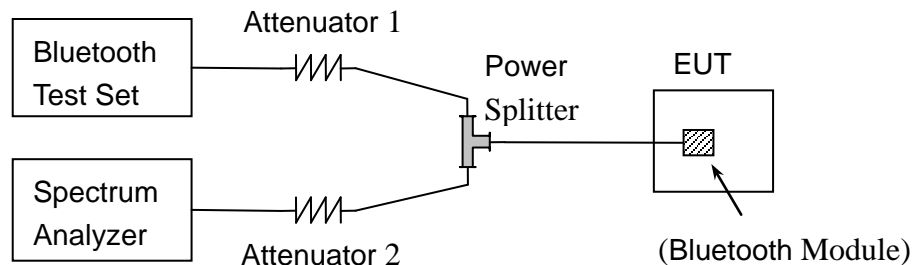 Bluetooth
Test Set
Attenuator 1
Power
Splitter
EUT
Spectrum
Analyzer
Attenuator 2
(Bluetooth Module)